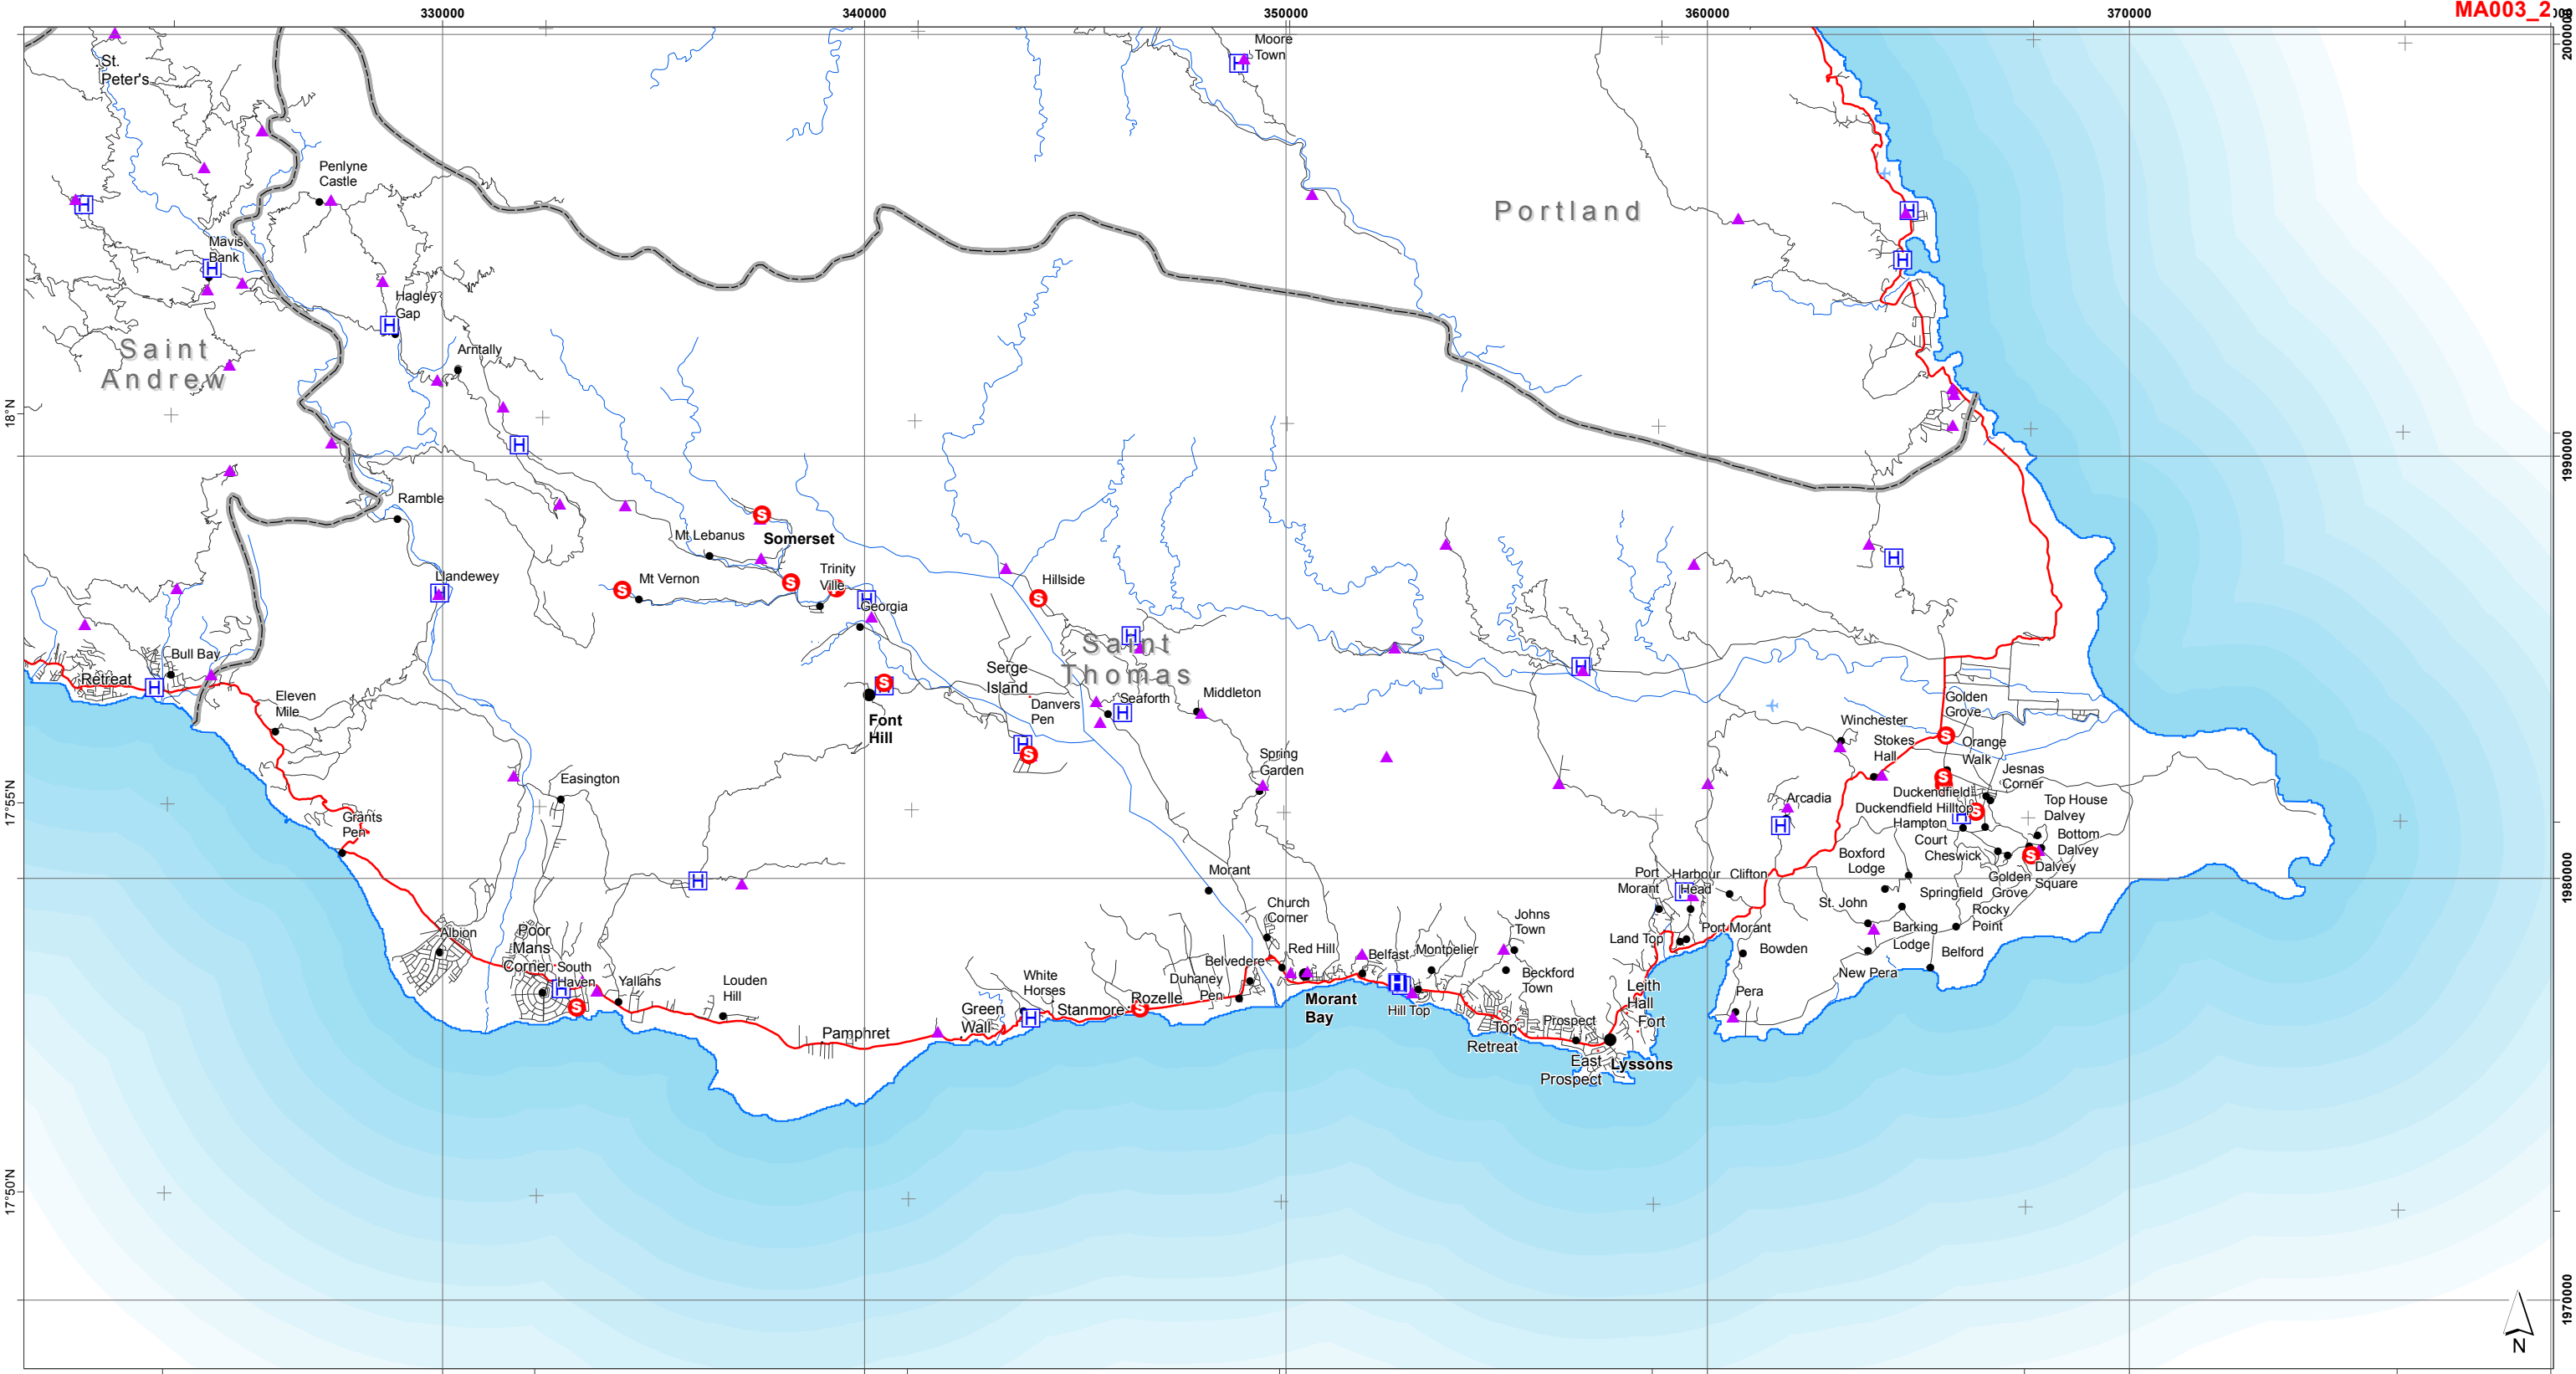 330000
340000
350000
360000
370000
MA003_2
2000000
1990000
1980000
1970000
18°N
17°55'N
17°50'N
St.
Peter's
Moore
Town
Penlyne
Castle
Portland
Mavis
Bank
Hagley
Gap
Saint
Andrew
Arntally
Ramble
Mt Lebanus
Somerset
Llandewey
Mt Vernon
Trinity
Ville
Georgia
Hillside
Saint
Thomas
Bull Bay
Retreat
Eleven
Mile
Serge
Island
Danvers
Pen
Seaforth
Middleton
Font
Hill
Golden
Grove
Winchester
Stokes
Hall
Orange
Walk
Jesnas
Corner
Spring
Garden
Easington
Grants
Pen
Arcadia
Duckendfield
Duckendfield Hilltop
Top House
Dalvey
Hampton
Court
Bottom
Dalvey
Cheswick
Dalvey
Square
Boxford
Lodge
Golden
Grove
Morant
Port
Morant
Harbour
Head
Clifton
Springfield
St. John
Rocky
Point
Church
Corner
Johns
Town
Albion
Poor
Mans
Corner
South
Haven
Yallahs
Louden
Hill
Belvedere
Red Hill
Belfast
Montpelier
Land Top
Port Morant
Bowden
Barking
Lodge
Belford
White
Horses
Duhaney
Pen
Beckford
Town
New Pera
Pera
Green
Wall
Stanmore
Rozelle
Morant
Bay
Hill Top
Leith
Hall
Fort
Pamphret
Top
Retreat
Prospect
East
Prospect
Lyssons
H
S
N